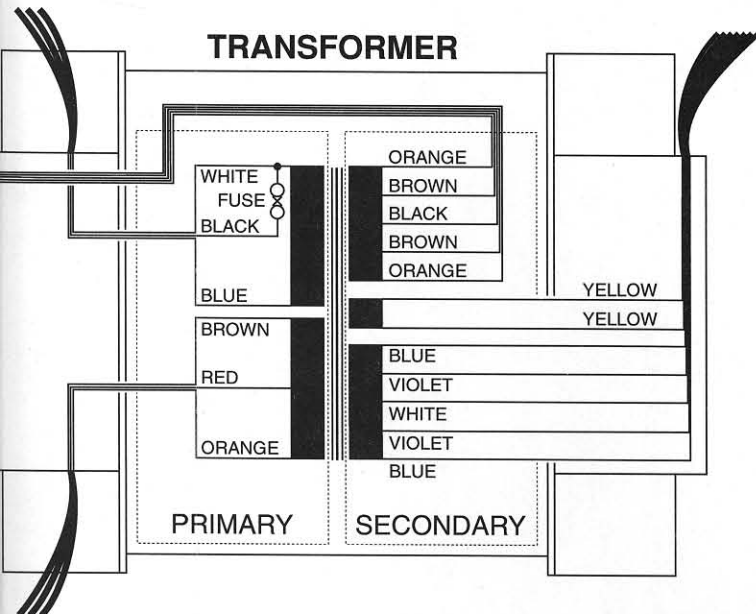 TRANSFORMER
WHITE
FUSE
BLACK
BLUE
BROWN
RED
ORANGE
PRIMARY
ORANGE
BROWN
BLACK
BROWN
ORANGE
YELLOW
YELLOW
BLUE
VIOLET
WHITE
VIOLET
BLUE
SECONDARY